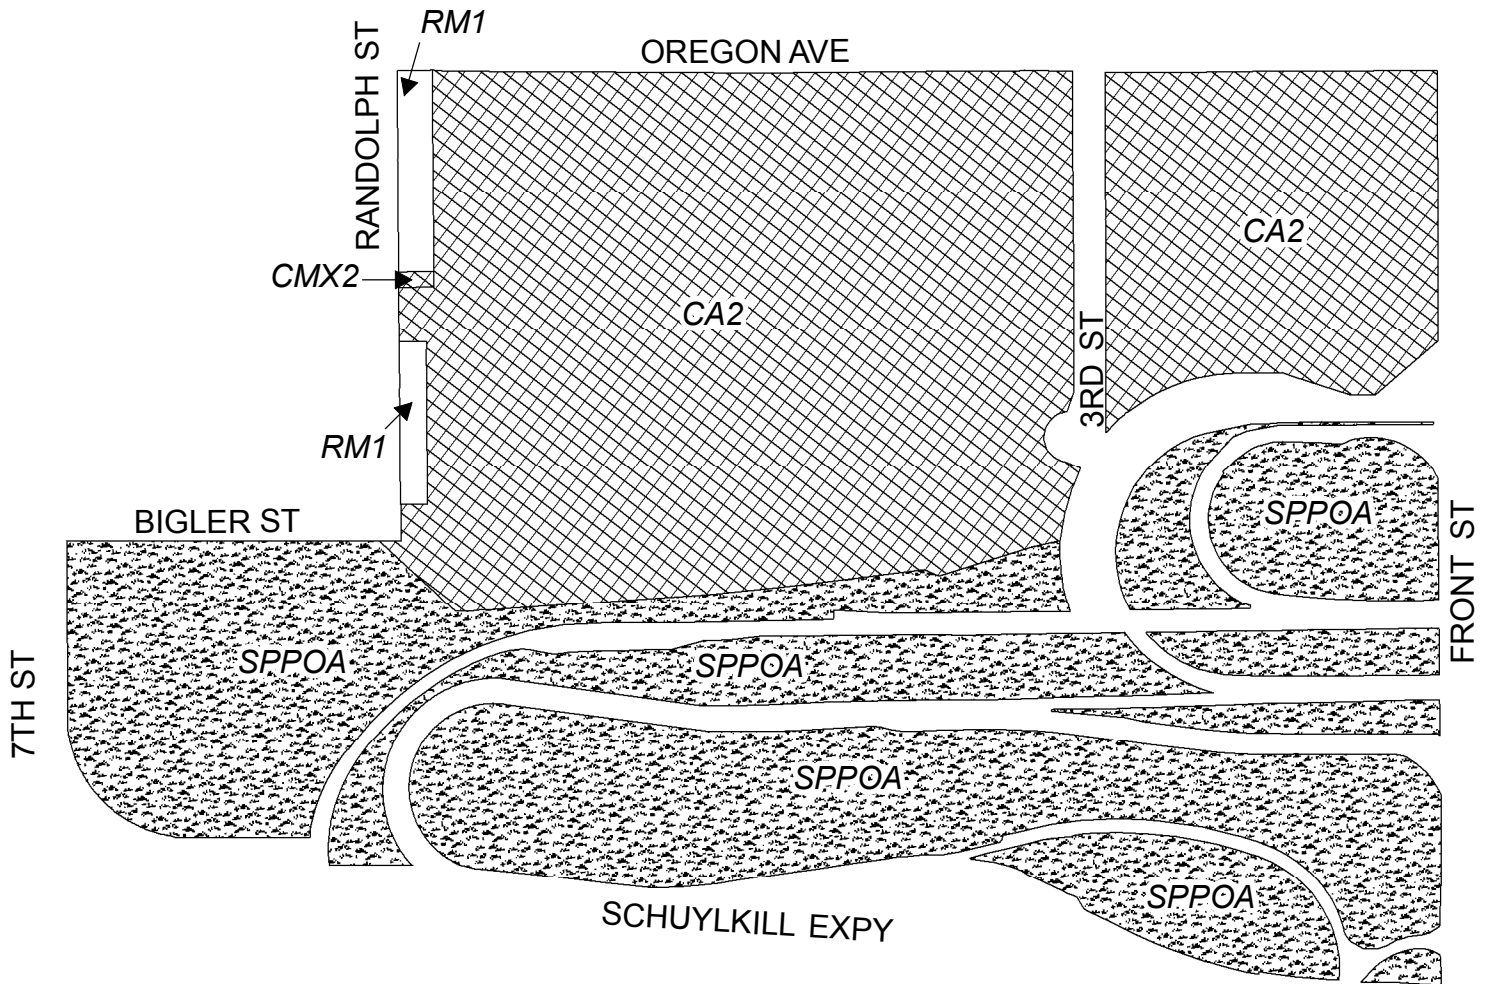 RM1
OREGON AVE
RANDOLPH ST
CA2
CMX2
CA2
3RD ST
RM1
SPPOA
BIGLER ST
FRONT ST
SPPOA
SPPOA
7TH ST
SPPOA
SPPOA
SCHUYLKILL EXPY